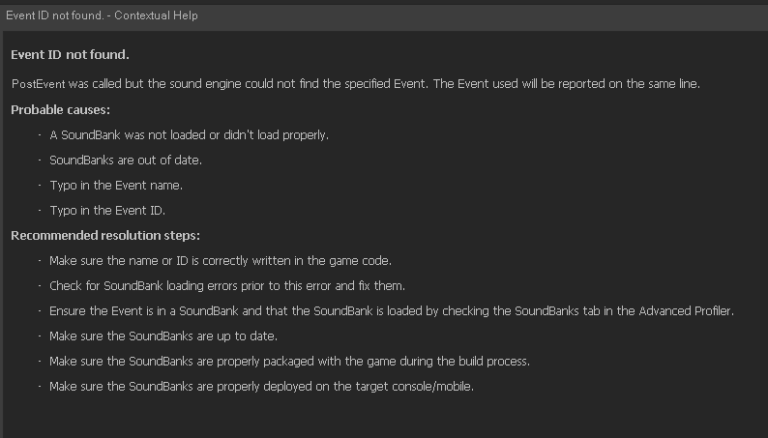 Event ID not found. - Contextual Help
Event ID not found.
PostEvent was called but the sound engine could not find the specified Event. The Event used will be reported on the same line.
Probable causes:
· A SoundBank was not loaded or didn't load properly.
· SoundBanks are out of date.
· Typo in the Event name.
· Typo in the Event ID.
Recommended resolution steps:
· Make sure the name or ID is correctly written in the game code.
· Check for SoundBank loading errors prior to this error and fix them.
· Ensure the Event is in a SoundBank and that the SoundBank is loaded by checking the SoundBanks tab in the Advanced Profiler.
· Make sure the SoundBanks are up to date.
· Make sure the SoundBanks are properly packaged with the game during the build process.
· Make sure the SoundBanks are properly deployed on the target console/mobile.